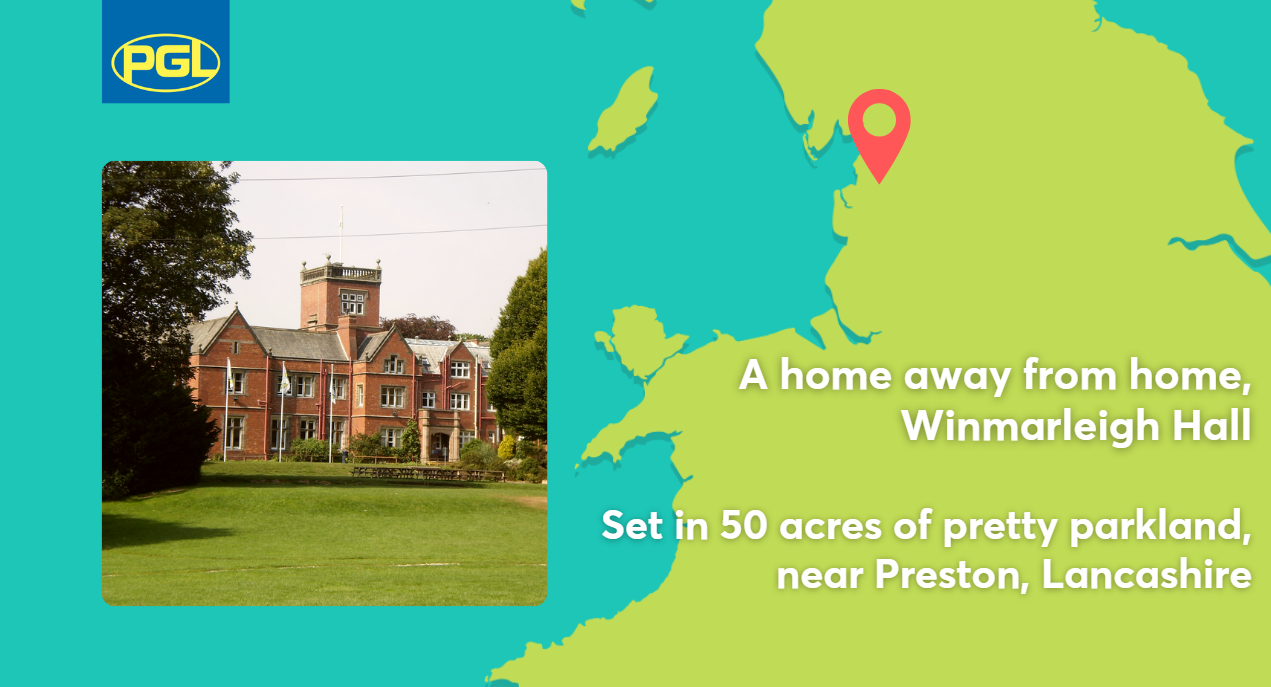 PGL
A home away from home,
Winmarleigh Hall
Set in 50 acres of pretty parkland,
near Preston, Lancashire